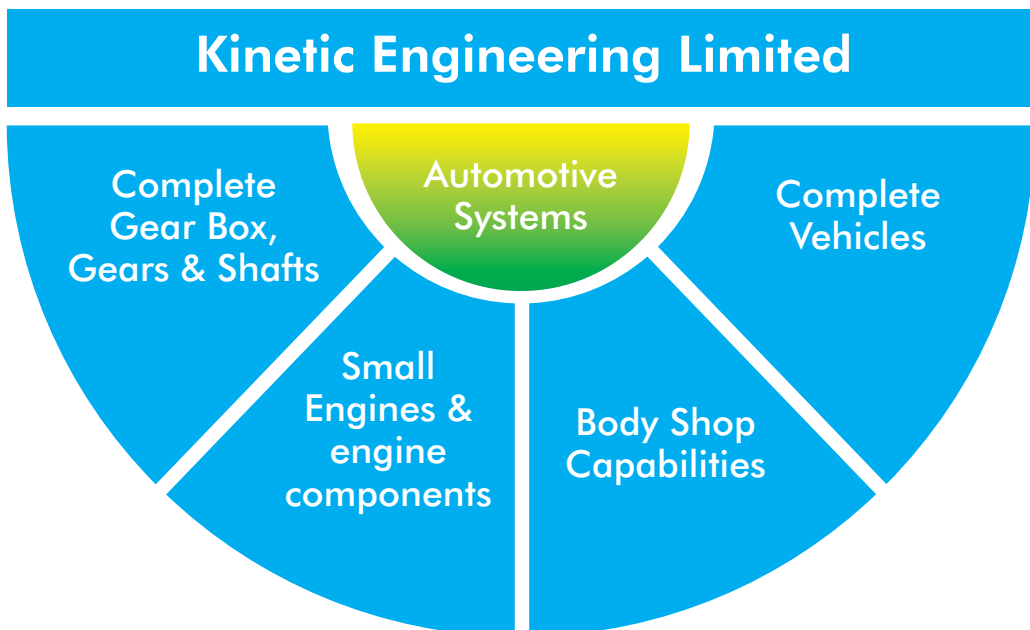 Kinetic Engineering Limited
Automotive
Systems
Complete
Gear Box,
Gears & Shafts
Small
Engines &
engine
components
Body Shop
Capabilities
Complete
Vehicles